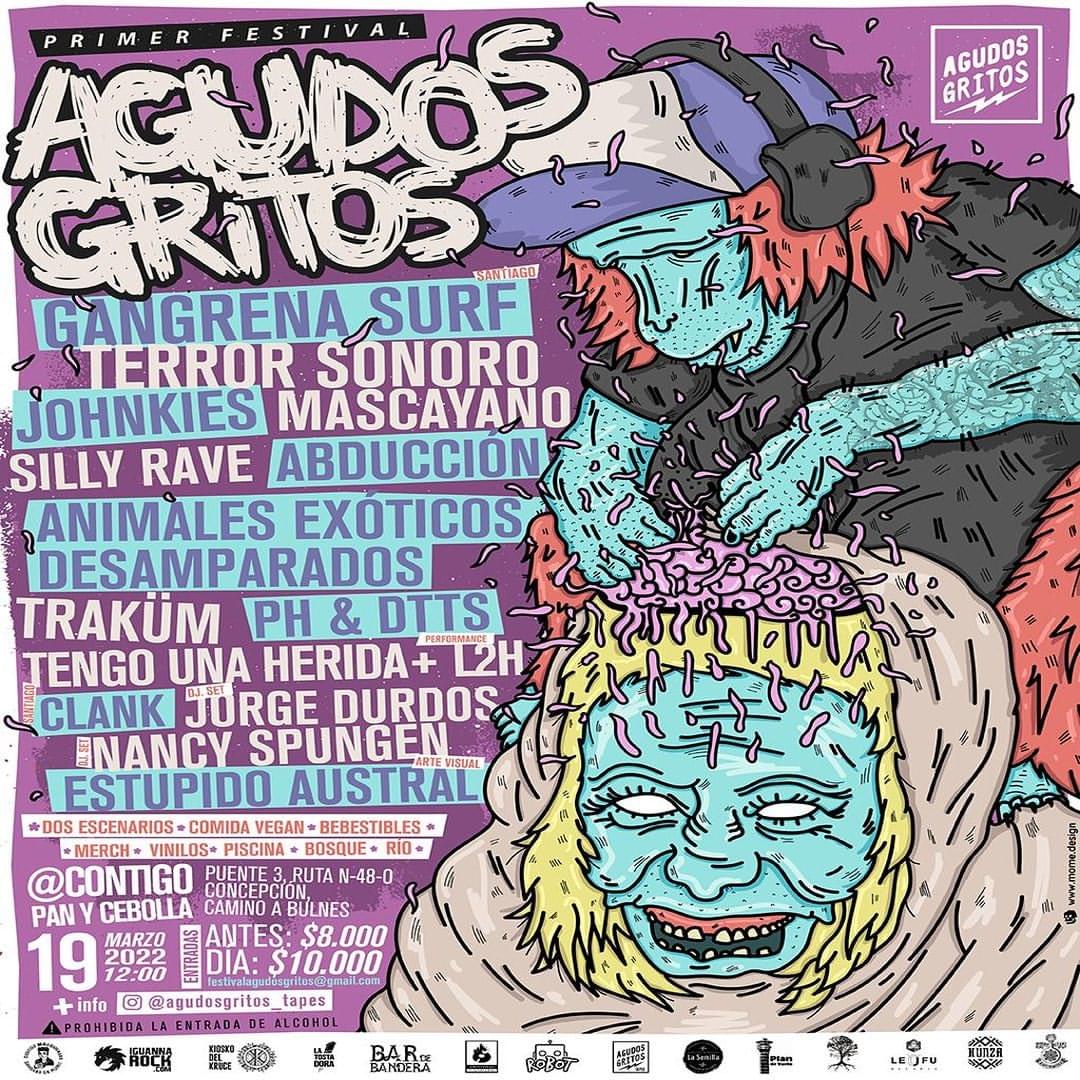 PRIMER FESTIVAL
AGUDOS
GRITOS
AGUDOS
GRITOS
SANTIAGO
GANGRENA SURF
TERROR SONORO
JOHNKIES MASCAYANO
SILLY RAVE ABDUCCIÓN
ANIMALES EXÓTICOS
DESAMPARADOS
TRAKÜM PH & DTTS
PERFORMANCE
TENGO UNA HERIDA + L2H
SANTIAGO CLANK DJ. SET JORGE DURDOS
DJ. SET NANCY SPUNGEN
ARTE VISUAL
ESTUPIDO AUSTRAL
* DOS ESCENARIOS * COMIDA VEGAN * BEBESTIBLES *
* MERCH * VINILOS * PISCINA * BOSQUE * RÍO *
@CONTIGO
PAN Y CEBOLLA
PUENTE 3, RUTA N-48-O
CONCEPCIÓN,
CAMINO A BULNES
19 MARZO
2022
12:00
ENTRADAS
ANTES: $8.000
DIA: $10.000
festivalagudosgritos@gmail.com
+ info @agudosgritos_tapes
PROHIBIDA LA ENTRADA DE ALCOHOL
www.mome.design
IGUANNA
ROCK
.COM
KIOSKO
DEL
KRUCE
LA
TOSTA
DORA
BAR DE
BANDERA
ROBOT
AGUDOS
GRITOS
La Semilla
Plan
LEUFU
KUNZA